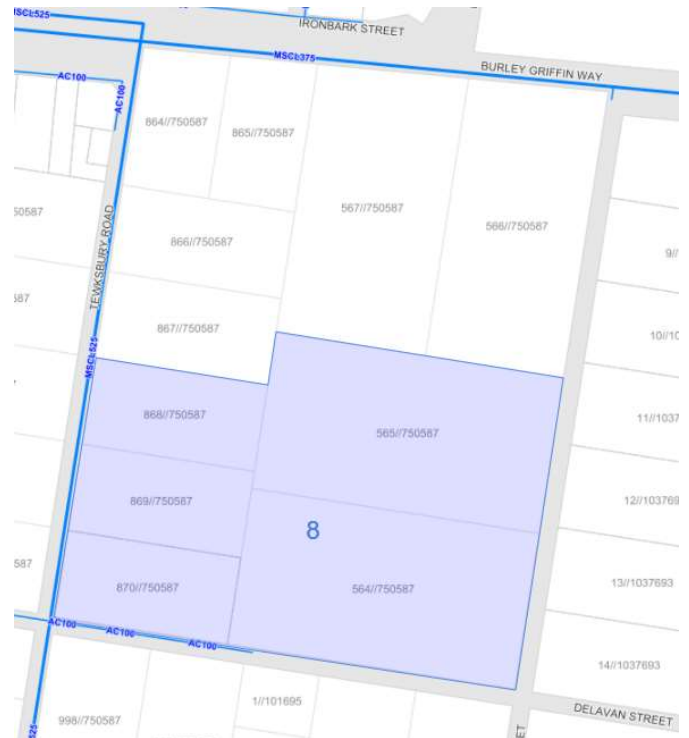 MSCL525
IRONBARK STREET
MSCL375
BURLEY GRIFFIN WAY
AC100
AC100
864//750587
865//750587
567//750587
566//750587
50587
TEWKSBURY ROAD
866//750587
9//
587
867//750587
10//10
MSCL525
868//750587
565//750587
11//1037
869//750587
12//103769
8
587
870//750587
564//750587
13//1037693
AC100
AC100
AC100
14//1037693
1//101695
998//750587
DELAVAN STREET
525
ET